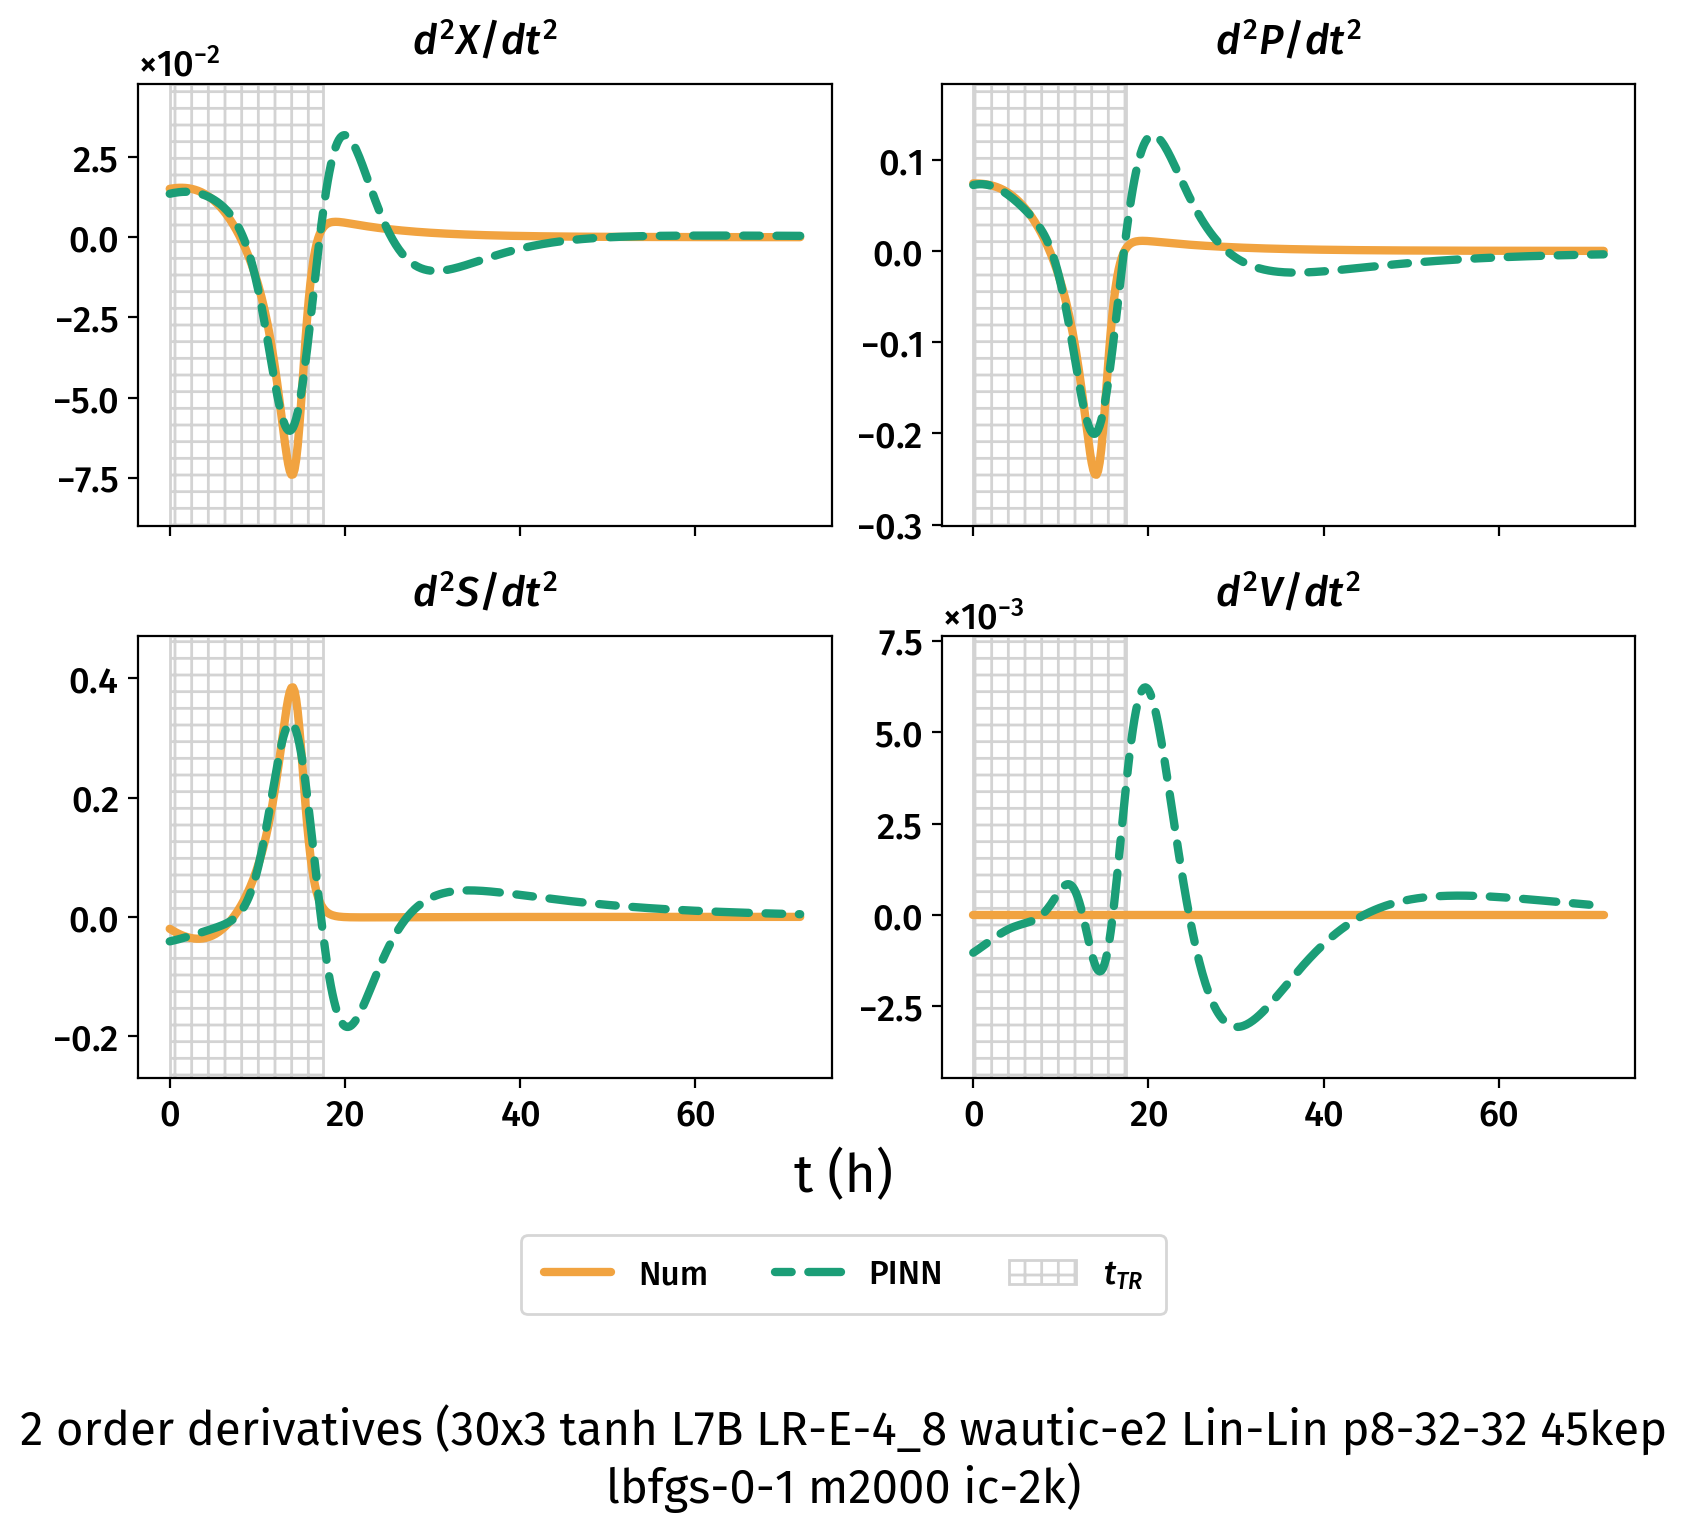 d²X/dt²
×10⁻²
2.5
0.0
−2.5
−5.0
−7.5
d²P/dt²
0.1
0.0
−0.1
−0.2
−0.3
d²S/dt²
0.4
0.2
0.0
−0.2
0 20 40 60
d²V/dt²
×10⁻³
7.5
5.0
2.5
0.0
−2.5
0 20 40 60
t (h)
Num PINN t_TR
2 order derivatives (30x3 tanh L7B LR-E-4_8 wautic-e2 Lin-Lin p8-32-32 45kep
lbfgs-0-1 m2000 ic-2k)